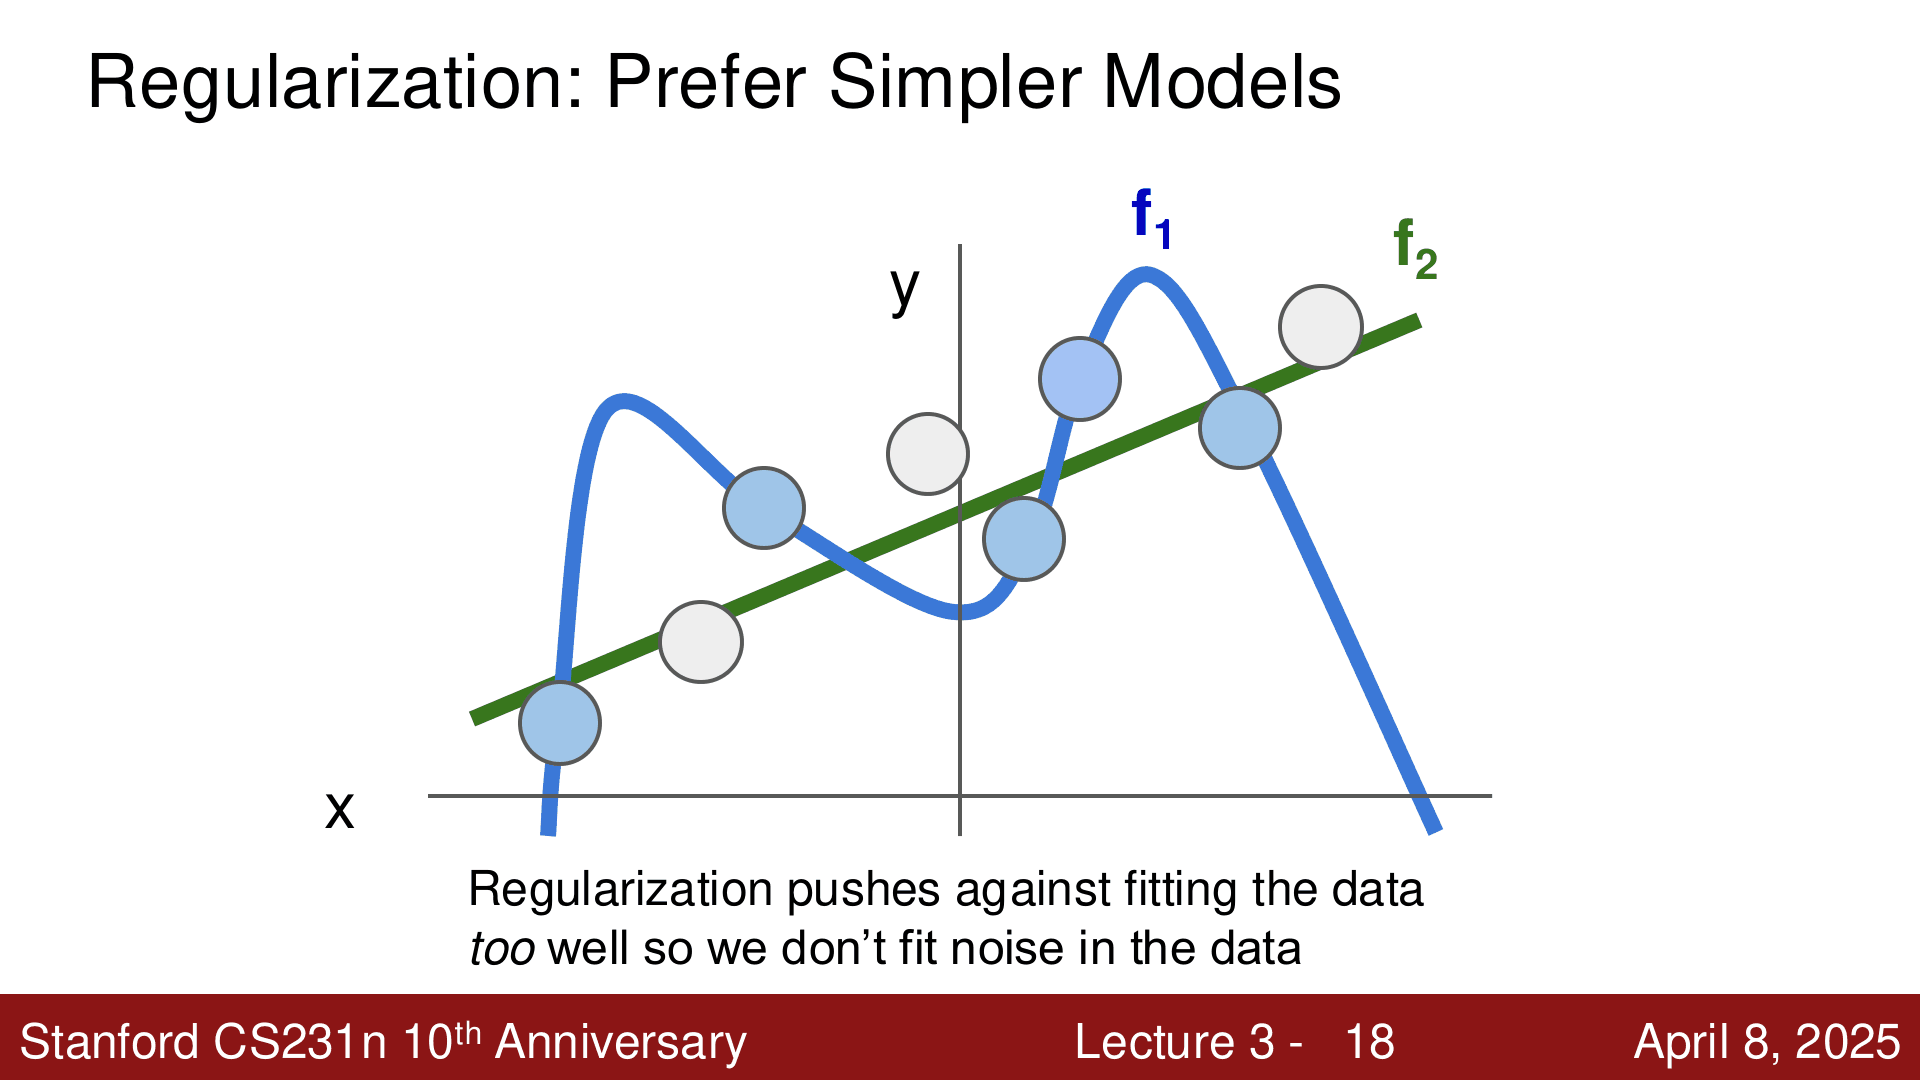 Regularization: Prefer Simpler Models
f₁
f₂
y
x
Regularization pushes against fitting the data
too well so we don’t fit noise in the data
Stanford CS231n 10th Anniversary
Lecture 3 - 18
April 8, 2025